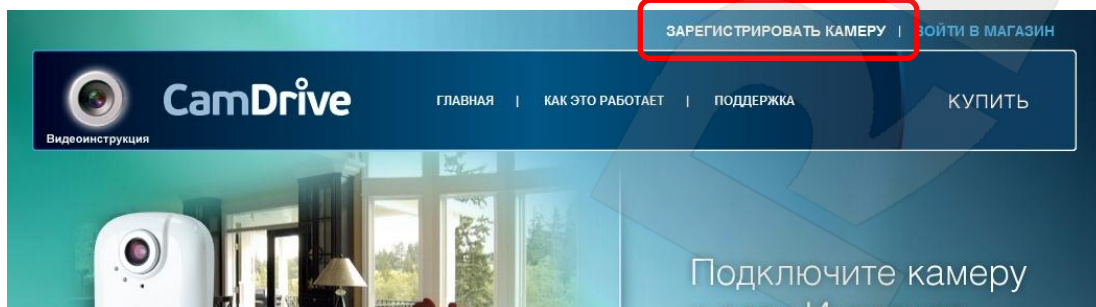 ЗАРЕГИСТРИРОВАТЬ КАМЕРУ | ВОЙТИ В МАГАЗИН
CamDrive
ГЛАВНАЯ | КАК ЭТО РАБОТАЕТ | ПОДДЕРЖКА
КУПИТЬ
Видеоинструкция
Подключите камеру